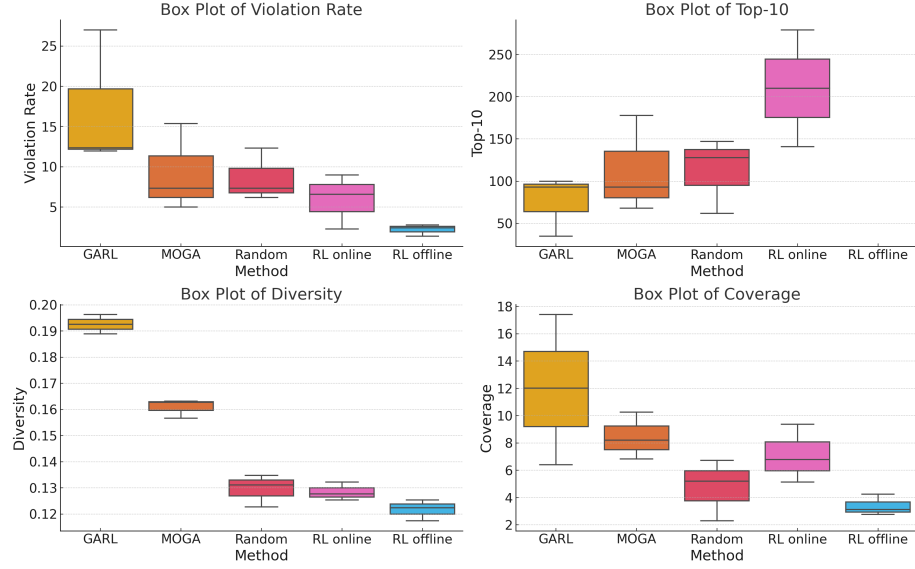 Box Plot of Violation Rate
Violation Rate
25
20
15
10
5
GARL MOGA Random RL online RL offline
Method
Box Plot of Top-10
Top-10
250
200
150
100
50
GARL MOGA Random RL online RL offline
Method
Box Plot of Diversity
Diversity
0.20
0.19
0.18
0.17
0.16
0.15
0.14
0.13
0.12
GARL MOGA Random RL online RL offline
Method
Box Plot of Coverage
Coverage
18
16
14
12
10
8
6
4
2
GARL MOGA Random RL online RL offline
Method